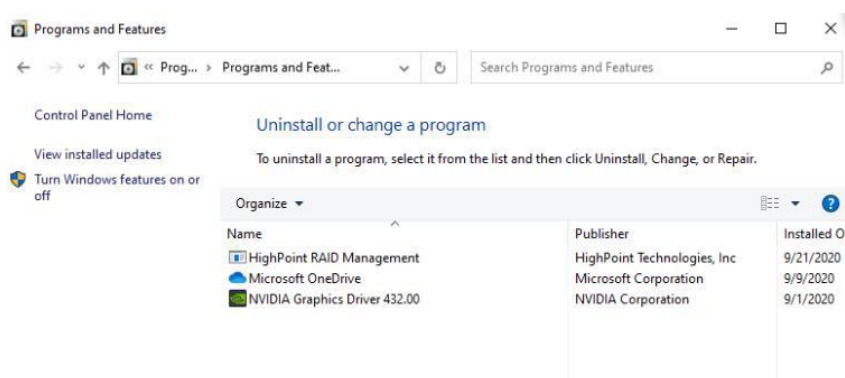 Programs and Features
« Prog... › Programs and Feat...
Search Programs and Features
Control Panel Home
View installed updates
Turn Windows features on or
off
Uninstall or change a program
To uninstall a program, select it from the list and then click Uninstall, Change, or Repair.
Organize
Name Publisher Installed O
HighPoint RAID Management HighPoint Technologies, Inc 9/21/2020
Microsoft OneDrive Microsoft Corporation 9/9/2020
NVIDIA Graphics Driver 432.00 NVIDIA Corporation 9/1/2020